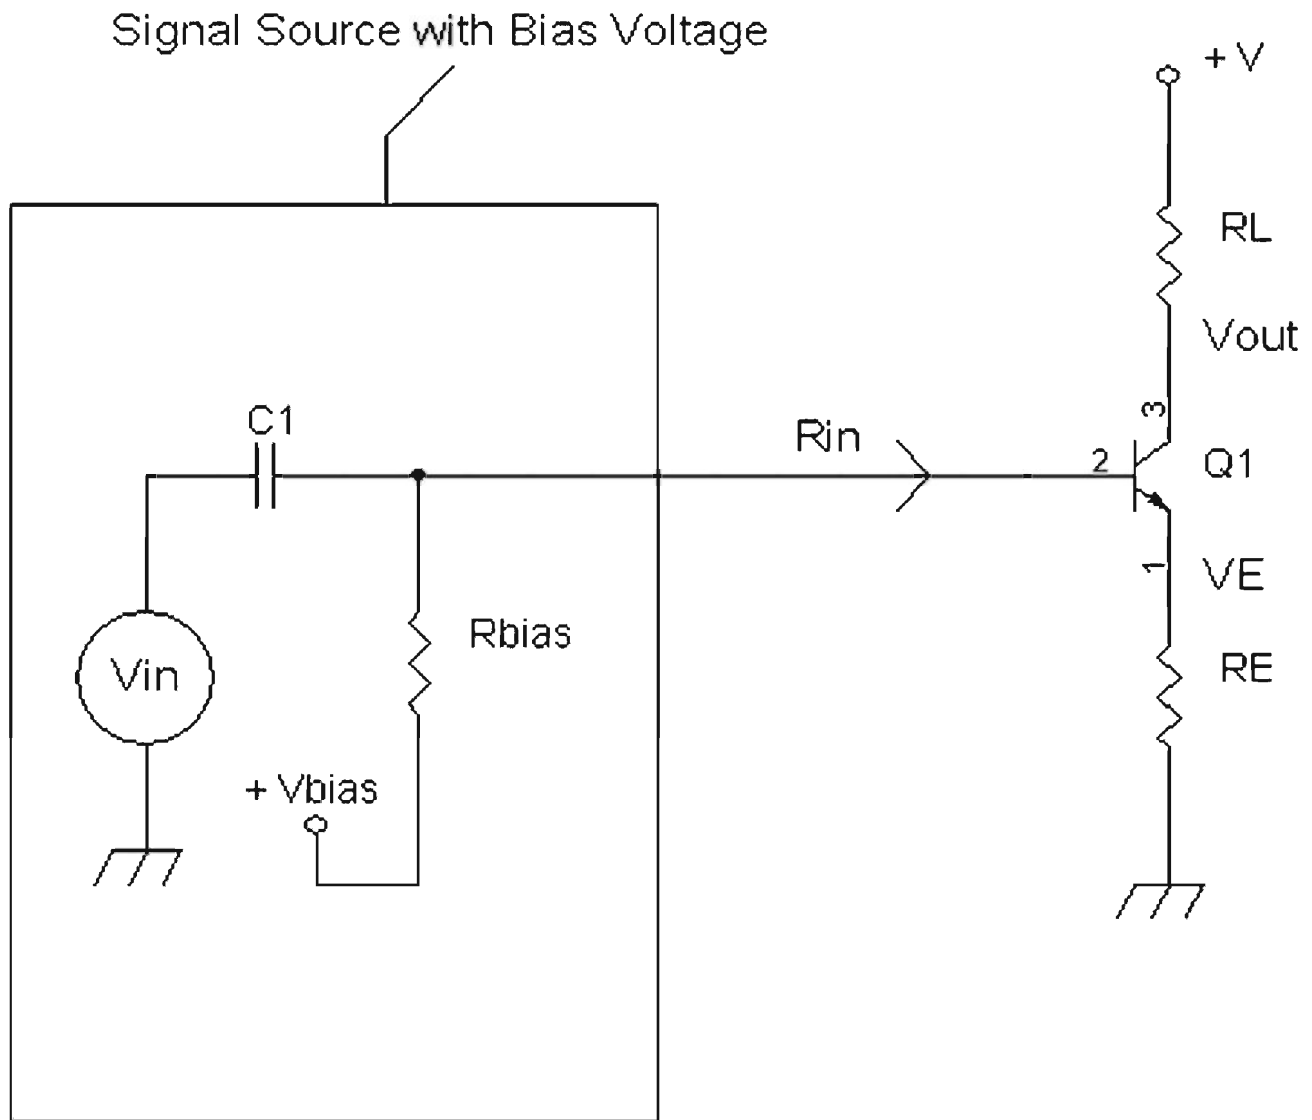 Signal Source with Bias Voltage
+ V
RL
Vout
C1
Rin
3
2
Q1
1
VE
Rbias
Vin
RE
+ Vbias